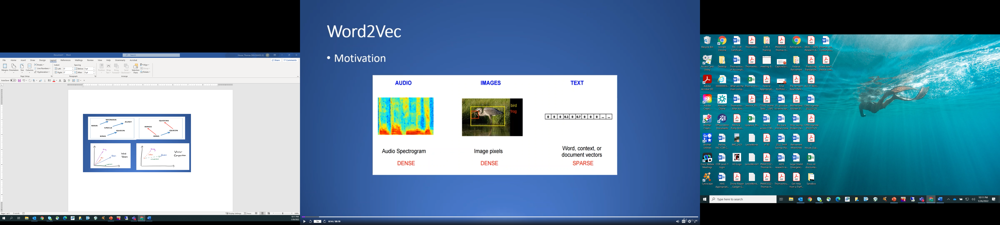 Document1 - Word
Search
Houze, Thomas (NIH/NIAID) [E]
HT
File Home Insert Draw Design Layout References Mailings Review View Help Grammarly Acrobat
Share
Comments
Margins Orientation Size Columns
Breaks
Line Numbers
Hyphenation
Page Setup
Indent
Left: 0"
Right: 0"
Spacing
Before: 0 pt
After: 8 pt
Paragraph
Position
Wrap Text
Bring Forward
Send Backward
Selection Pane
Align
Group
Rotate
Arrange
AutoSave Off
WOMAN
MAN
AUNT
UNCLE
QUEEN
KING
QUEENS
KINGS
QUEEN
KING
King
Man
Queen
Woman
Word
King
Man
Queen
Vector
Composition
Page 1 of 1 0 words
Display Settings
Focus
100%
10:11 PM
1/26/2022
Word2Vec
• Motivation
AUDIO IMAGES TEXT
bird
frog
0 0 0 0.2 0 0.7 0 0 0 ... ...
Audio Spectrogram
DENSE
Image pixels
DENSE
Word, context, or
document vectors
SPARSE
1x
0:14 / 30:19
Recycle Bin
Google Chrome
FAC-COR Certificati...
ThomasHo...
COR-1 Training
PMAP2022 - Thomas H...
Retirement...
ARAC - AIDS Research A...
Thomas_Ho... Consultatio...
Access Card Utility
Desktop
ThomasHou... of Accompli...
ThomasHo...
meeting-8...
CaptureScr...
Federal Retirement
Predicting Translation...
Adobe Acrobat DC
000000003...
What are the main comp...
ThomasHou...
Federal Appropriati...
Total Portfolio ...
The Terrapin Beach Park ...
Bio-IT-Worl...
Adobe Creati...
Amazon Chime
ThomasHo... - After Acti...
Invoice_93...
COVID Home Tests _ USPS
It's possible to retire ear...
Motherland Kitchen (F...
CPRB Agenda 2022.01.25
Brother Creati...
Office Editor Documents
Monica - Pump Bott...
Updated_Th...
How to access COR...
Buy back military time
Stop Saying Student De...
CPRB Agenda 2022.01.25
Brother Utilities
INITIAL FAC-COR C...
IMG_2421
LeslieWords
sf-50
2022 Thrift Savings Pla...
Retirement Milestones
T. Houze_Sup...
Cisco Webex Meetings
COR Level-1 login
HG Logo
LeslieWords1
PMAP2022 - Thomas H...
AIDS research re...
Legal Shield Emergenc...
Price od discounte...
Cytoscape
HHS Appropriati...
Drone Repair _ Gadget G...
LeslieWord...
PMAP2022 - Thomas H...
ThomasHou...
Get Help from a Traff...
SandBox
Type here to search
10:11 PM
1/26/2022